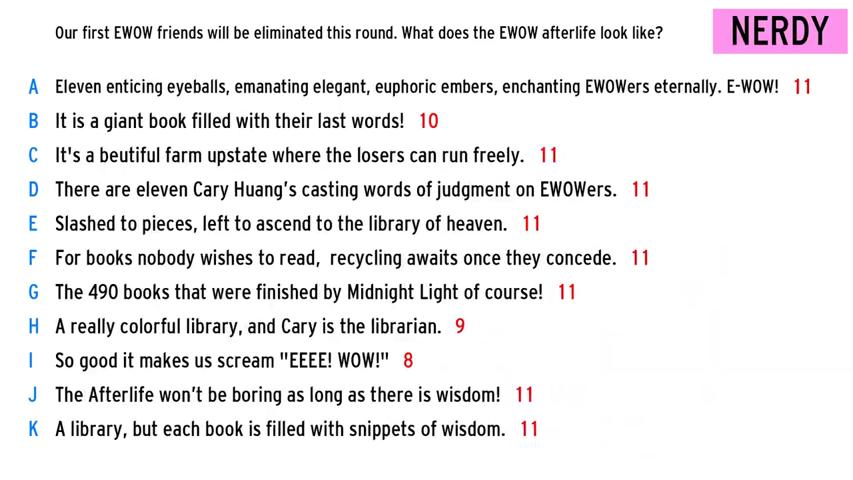 Our first EWOW friends will be eliminated this round. What does the EWOW afterlife look like?
NERDY
A Eleven enticing eyeballs, emanating elegant, euphoric embers, enchanting EWOWers eternally. E-WOW! 11
B It is a giant book filled with their last words! 10
C It's a beutiful farm upstate where the losers can run freely. 11
D There are eleven Cary Huang's casting words of judgment on EWOWers. 11
E Slashed to pieces, left to ascend to the library of heaven. 11
F For books nobody wishes to read, recycling awaits once they concede. 11
G The 490 books that were finished by Midnight Light of course! 11
H A really colorful library, and Cary is the librarian. 9
I So good it makes us scream "EEEE! WOW!" 8
J The Afterlife won't be boring as long as there is wisdom! 11
K A library, but each book is filled with snippets of wisdom. 11